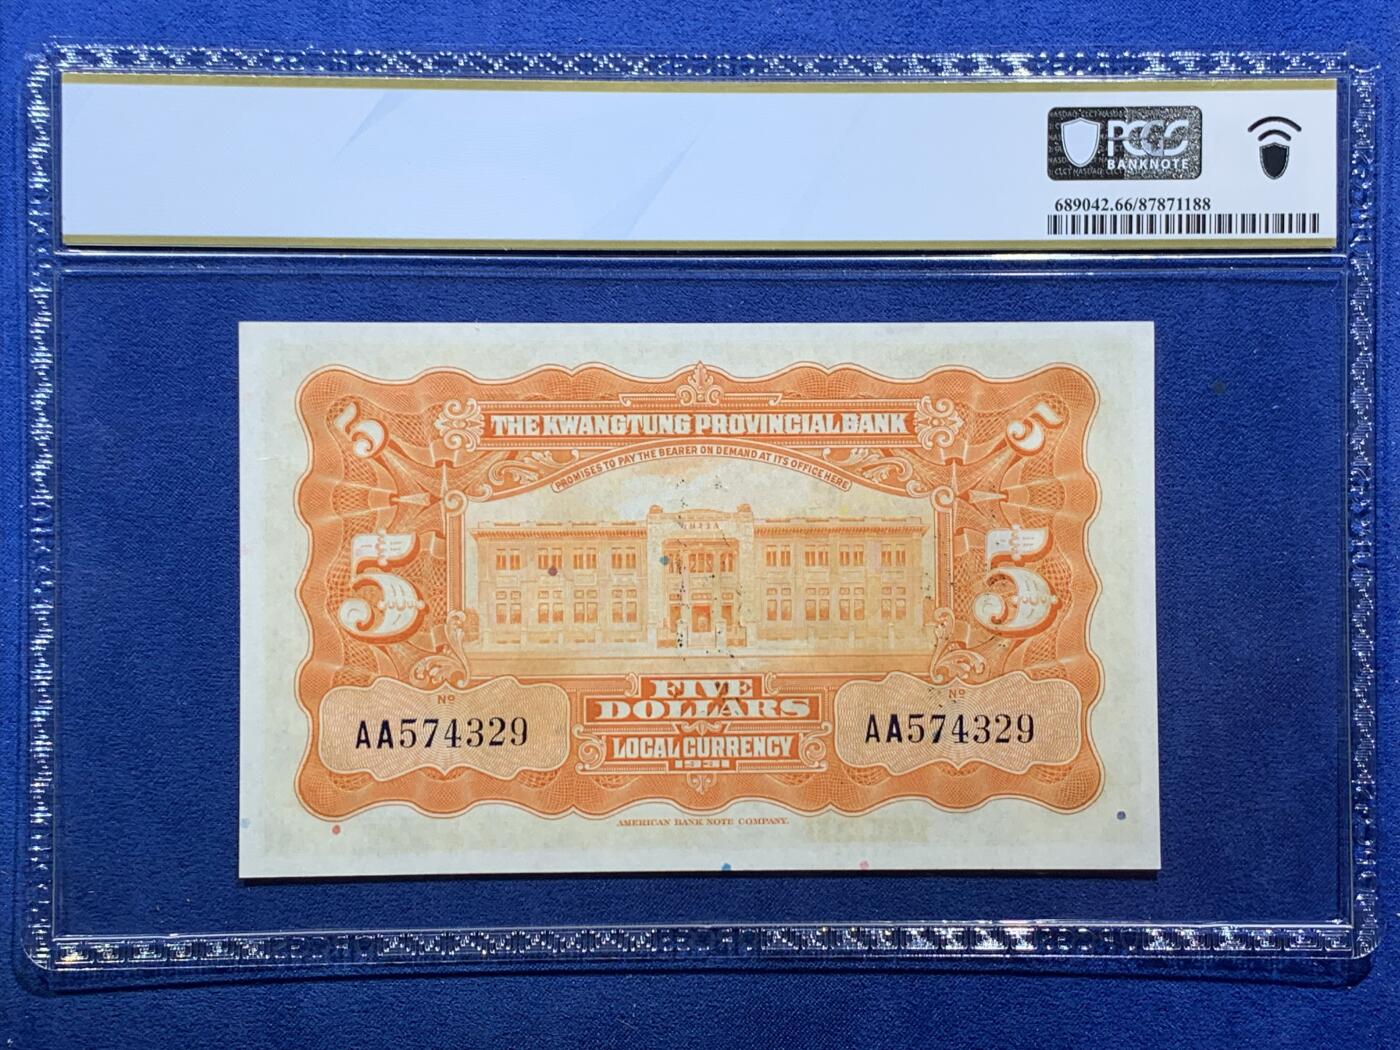 PCGS
BANKNOTE
689042.66/87871188
5 5
THE KWANGTUNG PROVINCIAL BANK
PROMISES TO PAY THE BEARER ON DEMAND AT ITS OFFICE HERE
5 5
Nº Nº
AA574329 AA574329
FIVE
DOLLARS
LOCAL CURRENCY
1931
AMERICAN BANK NOTE COMPANY.